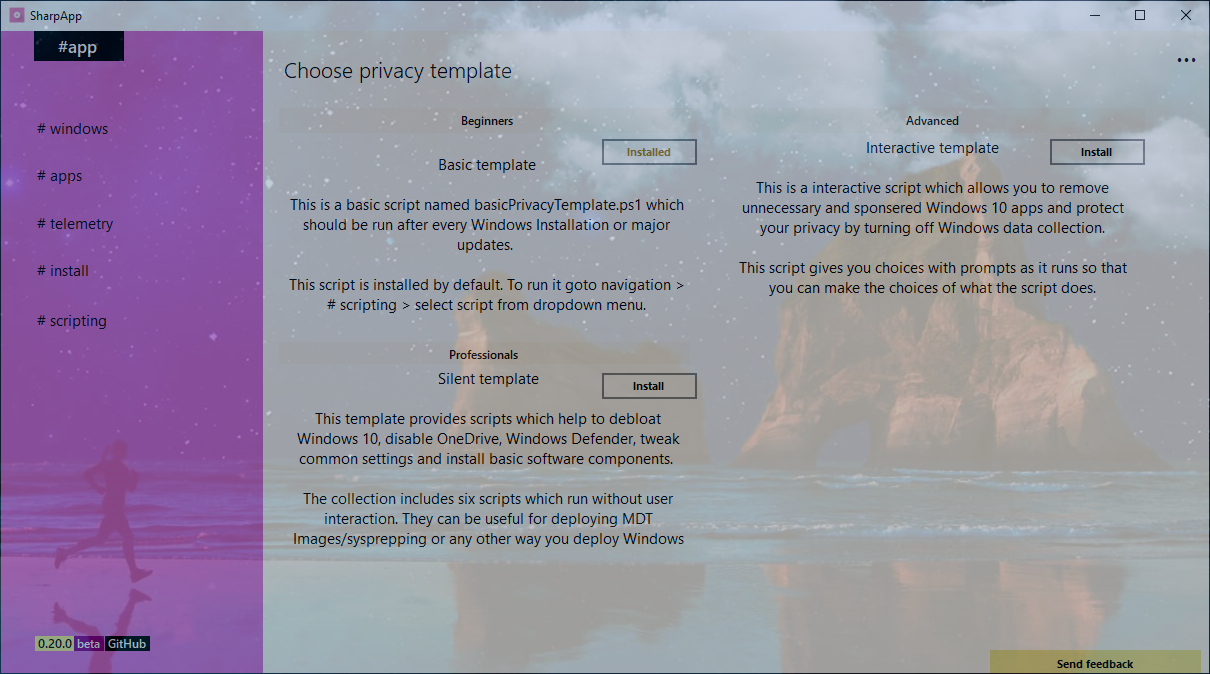 SharpApp
#app
# windows
# apps
# telemetry
# install
# scripting
0.20.0 beta GitHub
Choose privacy template
Beginners
Basic template
Installed
This is a basic script named basicPrivacyTemplate.ps1 which
should be run after every Windows Installation or major
updates.
This script is installed by default. To run it goto navigation >
# scripting > select script from dropdown menu.
Professionals
Silent template
Install
This template provides scripts which help to debloat
Windows 10, disable OneDrive, Windows Defender, tweak
common settings and install basic software components.
The collection includes six scripts which run without user
interaction. They can be useful for deploying MDT
Images/sysprepping or any other way you deploy Windows
Advanced
Interactive template
Install
This is a interactive script which allows you to remove
unnecessary and sponsered Windows 10 apps and protect
your privacy by turning off Windows data collection.
This script gives you choices with prompts as it runs so that
you can make the choices of what the script does.
Send feedback